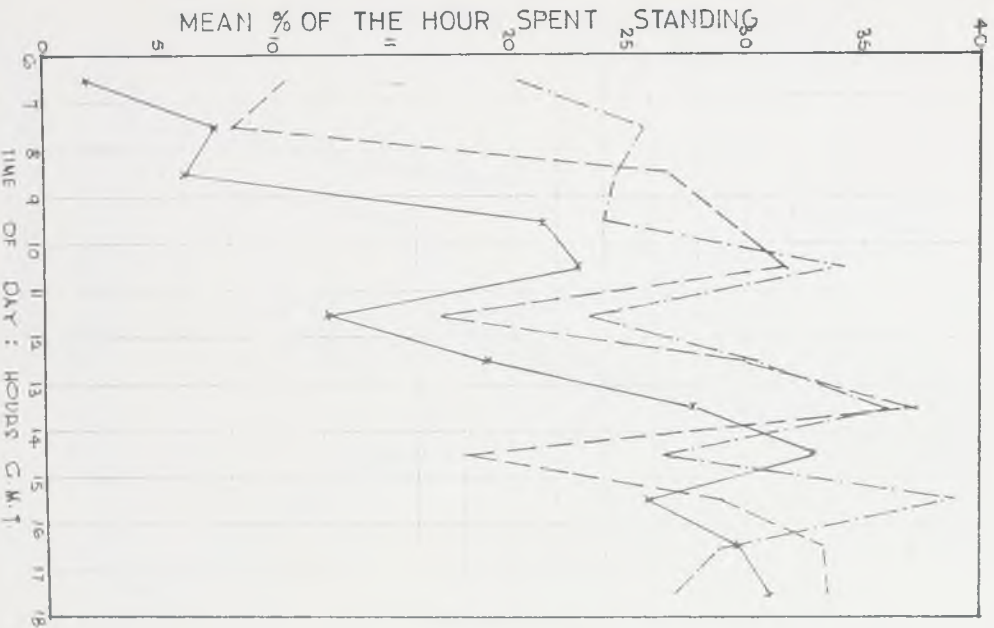 MEAN % OF THE HOUR SPENT STANDING
0 5 10 11 20 25 30 35 40
6 7 8 9 10 11 12 13 14 15 16 17 18
TIME OF DAY : HOURS G.M.T.